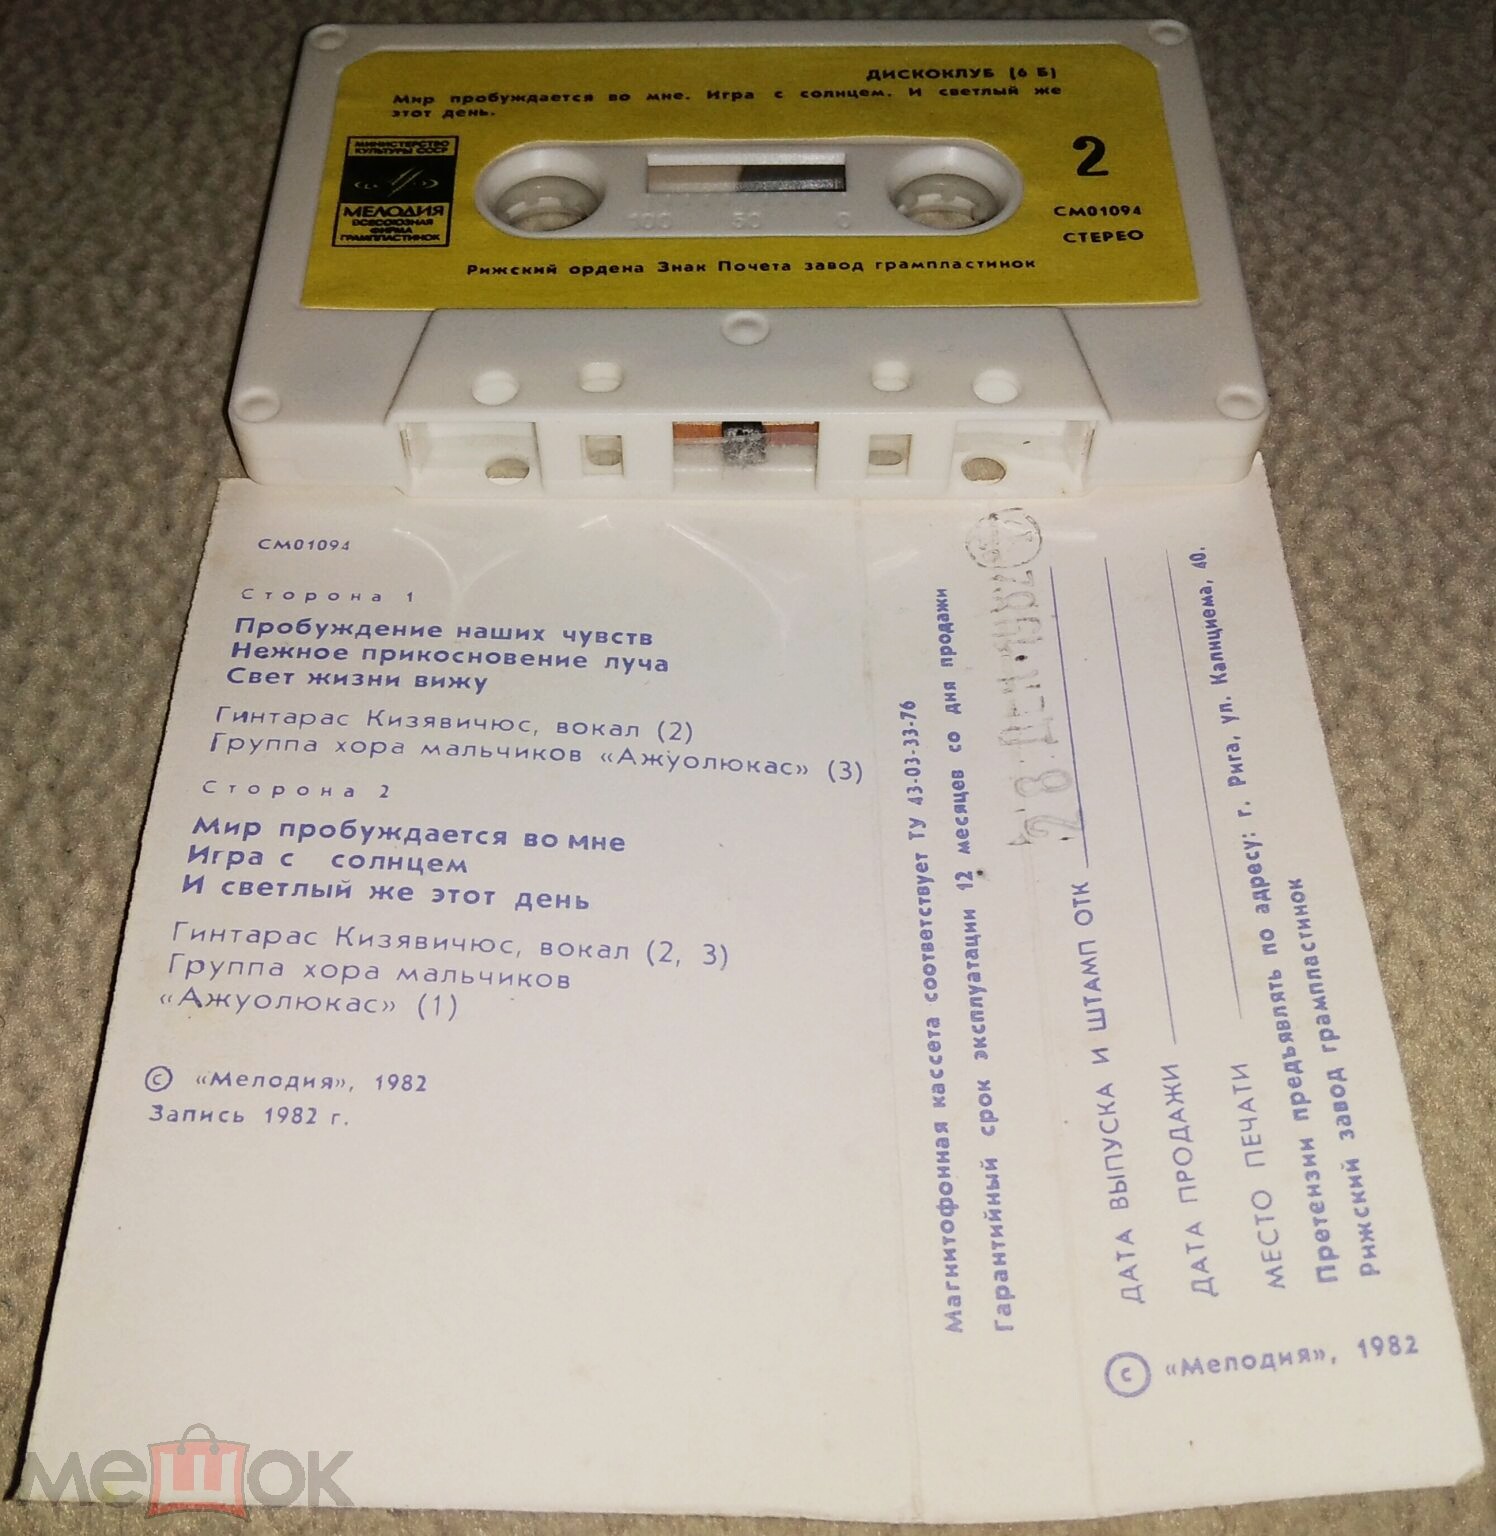 ДИСКОКЛУБ (6 Б)
Мир пробуждается во мне. Игра с солнцем. И светлый же
этот день.
МИНИСТЕРСТВО
КУЛЬТУРЫ СССР
МЕЛОДИЯ
ВСЕСОЮЗНАЯ
ФИРМА
ГРАМПЛАСТИНОК
2
СМ01094
СТЕРЕО
100 50 0
Рижский ордена Знак Почета завод грампластинок
СМ01094
Сторона 1
Пробуждение наших чувств
Нежное прикосновение луча
Свет жизни вижу
Гинтарас Кизявичюс, вокал (2)
Группа хора мальчиков «Ажуолюкас» (3)
Сторона 2
Мир пробуждается во мне
Игра с солнцем
И светлый же этот день
Гинтарас Кизявичюс, вокал (2, 3)
Группа хора мальчиков
«Ажуолюкас» (1)
© «Мелодия», 1982
Запись 1982 г.
Магнитофонная кассета соответствует ТУ 43-03-33-76
Гарантийный срок эксплуатации 12 месяцев со дня продажи
ДАТА ВЫПУСКА И ШТАМП ОТК
28.ДЕК.1982
ДАТА ПРОДАЖИ
МЕСТО ПЕЧАТИ
Претензии предъявлять по адресу: г. Рига, ул. Калнциема, 40.
Рижский завод грампластинок
© «Мелодия», 1982
мешок